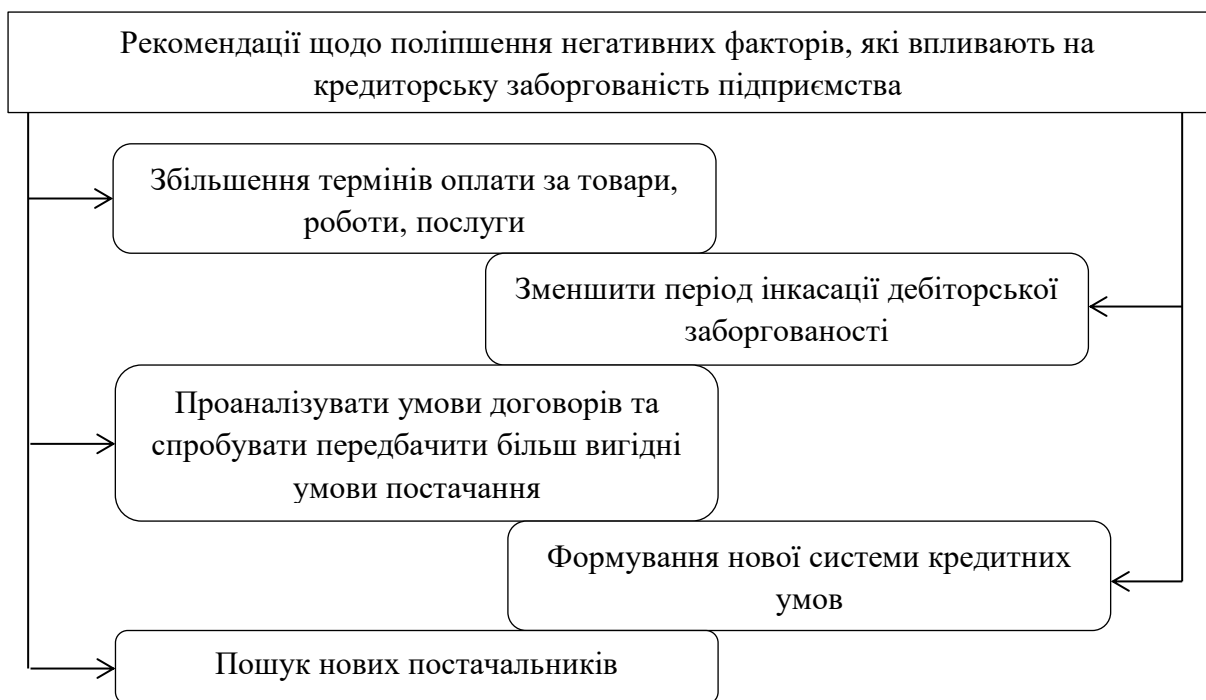 Рекомендації щодо поліпшення негативних факторів, які впливають на
кредиторську заборгованість підприємства
Збільшення термінів оплати за товари,
роботи, послуги
Зменшити період інкасації дебіторської
заборгованості
Проаналізувати умови договорів та
спробувати передбачити більш вигідні
умови постачання
Формування нової системи кредитних
умов
Пошук нових постачальників